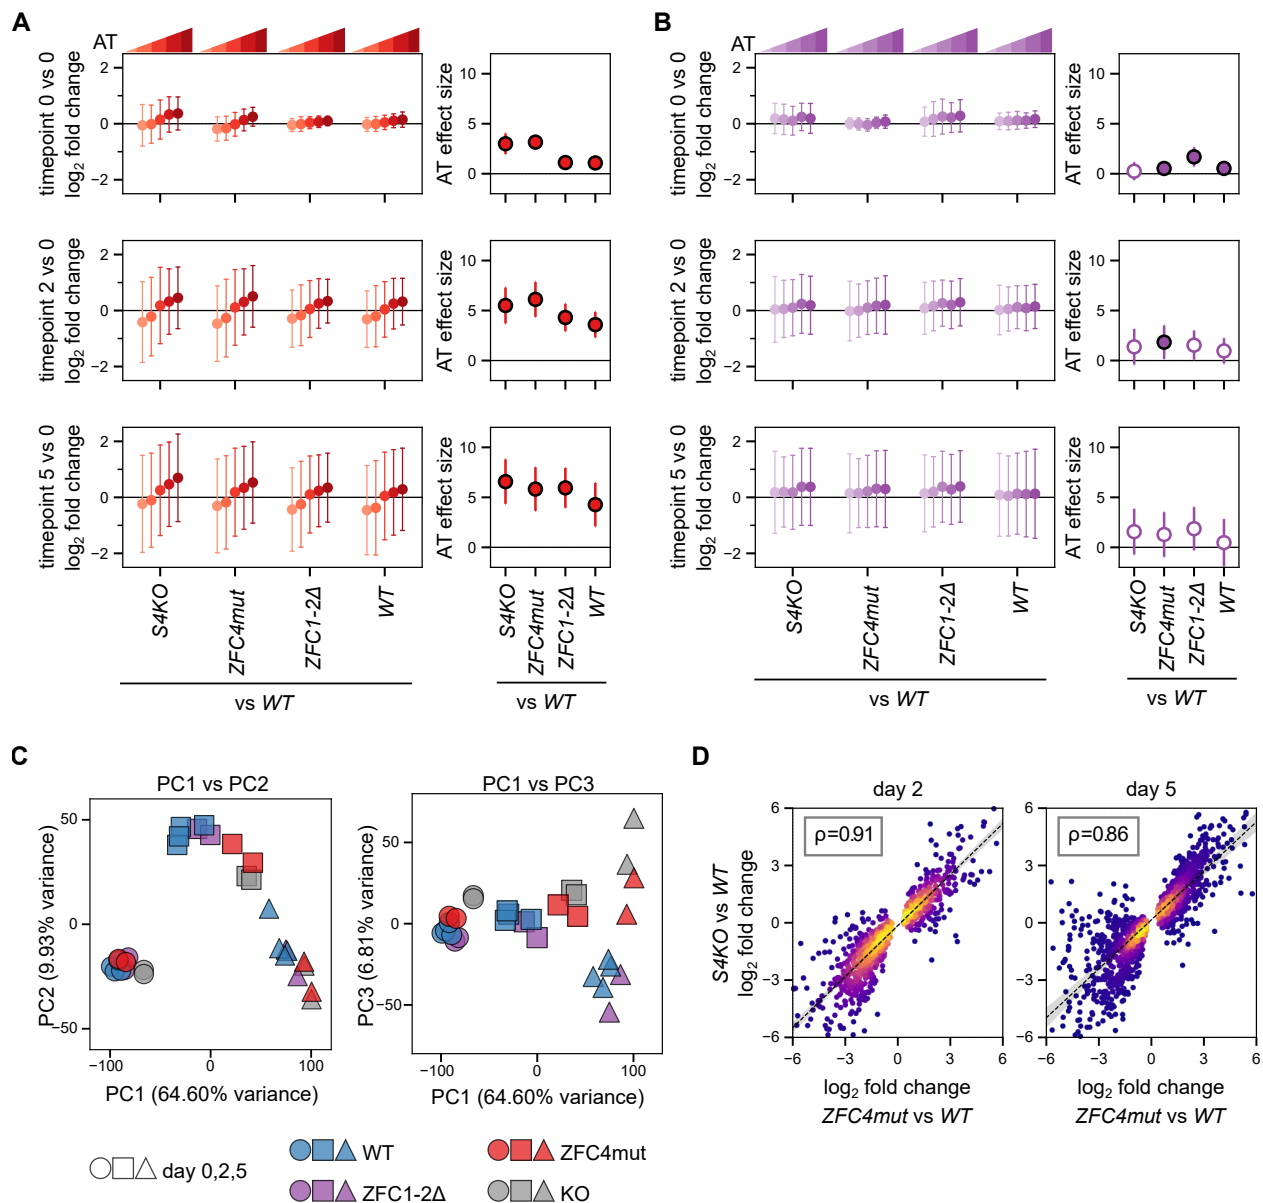 A
AT
timepoint 0 vs 0
log2 fold change
2
0
−2
AT effect size
10
5
0
timepoint 2 vs 0
log2 fold change
2
0
−2
AT effect size
10
5
0
timepoint 5 vs 0
log2 fold change
2
0
−2
AT effect size
10
5
0
S4KO
ZFC4mut
ZFC1-2Δ
WT
vs WT
S4KO
ZFC4mut
ZFC1-2Δ
WT
vs WT
B
AT
timepoint 0 vs 0
log2 fold change
2
0
−2
AT effect size
10
5
0
timepoint 2 vs 0
log2 fold change
2
0
−2
AT effect size
10
5
0
timepoint 5 vs 0
log2 fold change
2
0
−2
AT effect size
10
5
0
S4KO
ZFC4mut
ZFC1-2Δ
WT
vs WT
S4KO
ZFC4mut
ZFC1-2Δ
WT
vs WT
C
PC1 vs PC2
PC2 (9.93% variance)
50
0
−50
−100 0 100
PC1 (64.60% variance)
PC1 vs PC3
PC3 (6.81% variance)
50
0
−50
−100 0 100
PC1 (64.60% variance)
day 0,2,5
WT
ZFC1-2Δ
ZFC4mut
KO
D
day 2
ρ=0.91
S4KO vs WT
log2 fold change
6
3
0
−3
−6
−6 −3 0 3 6
log2 fold change
ZFC4mut vs WT
day 5
ρ=0.86
6
3
0
−3
−6
−6 −3 0 3 6
log2 fold change
ZFC4mut vs WT